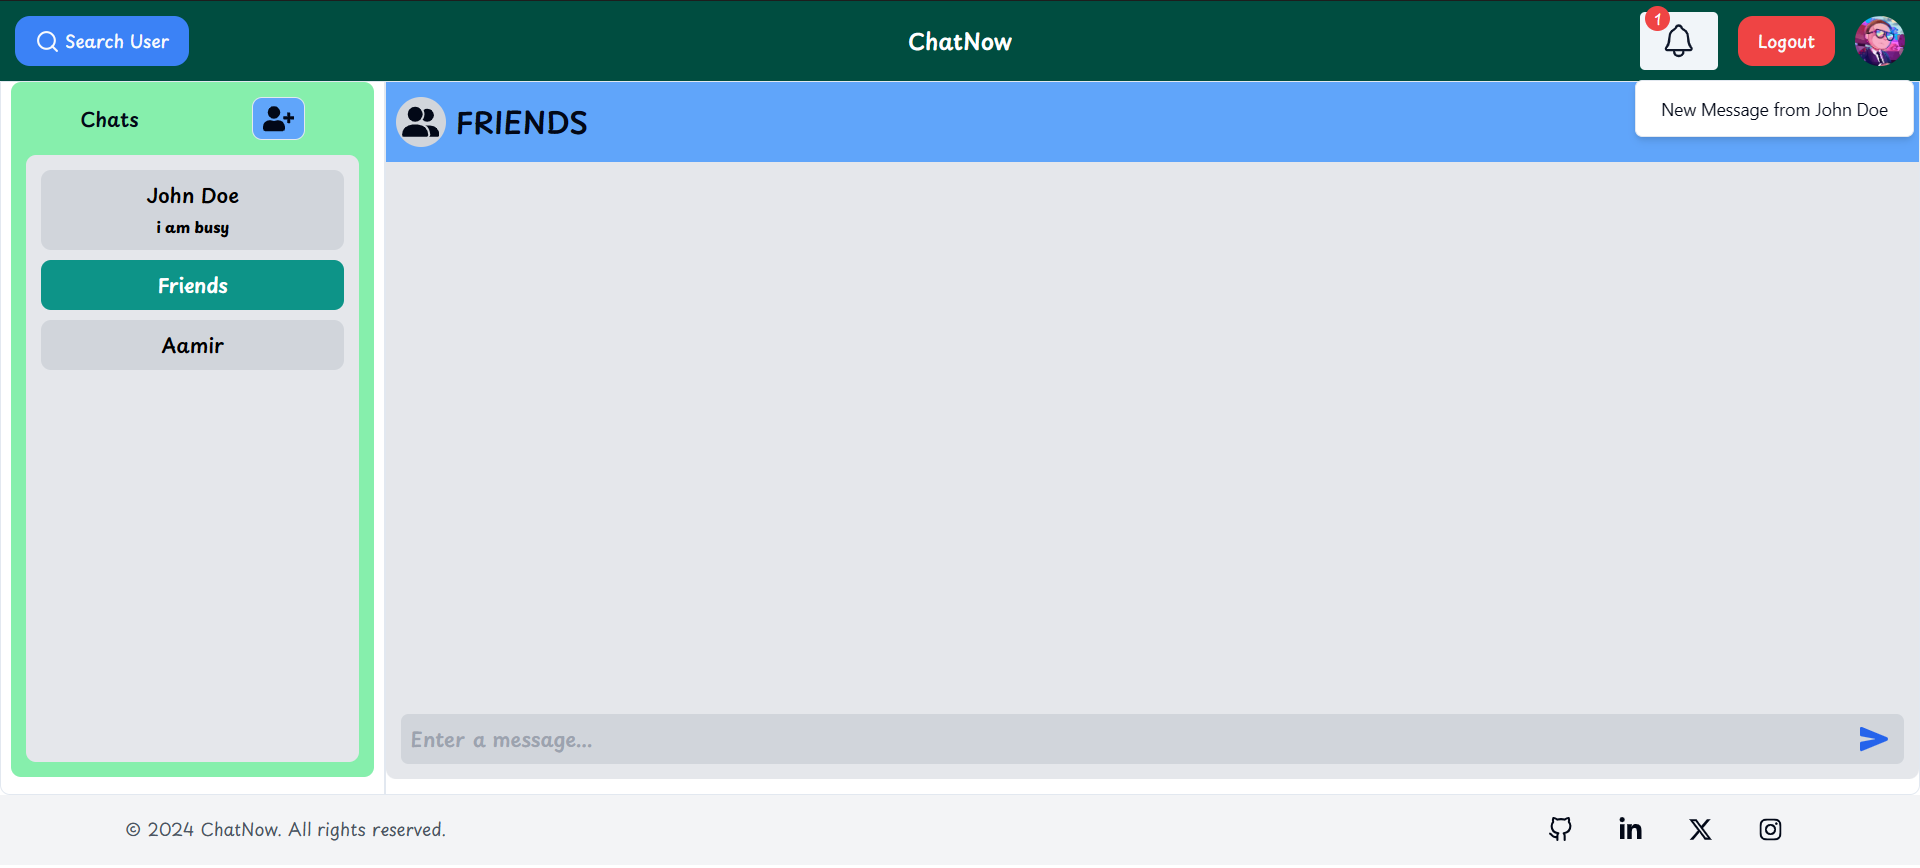 Search User
ChatNow
1
Logout
New Message from John Doe
Chats
FRIENDS
John Doe
i am busy
Friends
Aamir
Enter a message...
© 2024 ChatNow. All rights reserved.
in
X